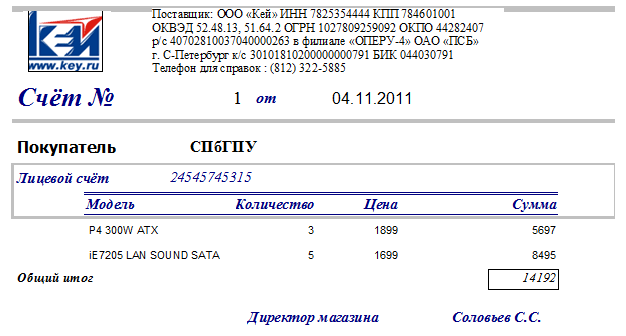 КЕЙ
www.key.ru
Поставщик: ООО «Кей» ИНН 7825354444 КПП 784601001
ОКВЭД 52.48.13, 51.64.2 ОГРН 1027809259092 ОКПО 44282407
р/с 40702810037040000263 в филиале «ОПЕРУ-4» ОАО «ПСБ»
г. С-Петербург к/с 30101810200000000791 БИК 044030791
Телефон для справок : (812) 322-5885
Счёт № 1 от 04.11.2011
Покупатель СПбГПУ
Лицевой счёт 24545745315
Модель Количество Цена Сумма
P4 300W ATX 3 1899 5697
iE7205 LAN SOUND SATA 5 1699 8495
Общий итог 14192
Директор магазина Соловьев С.С.